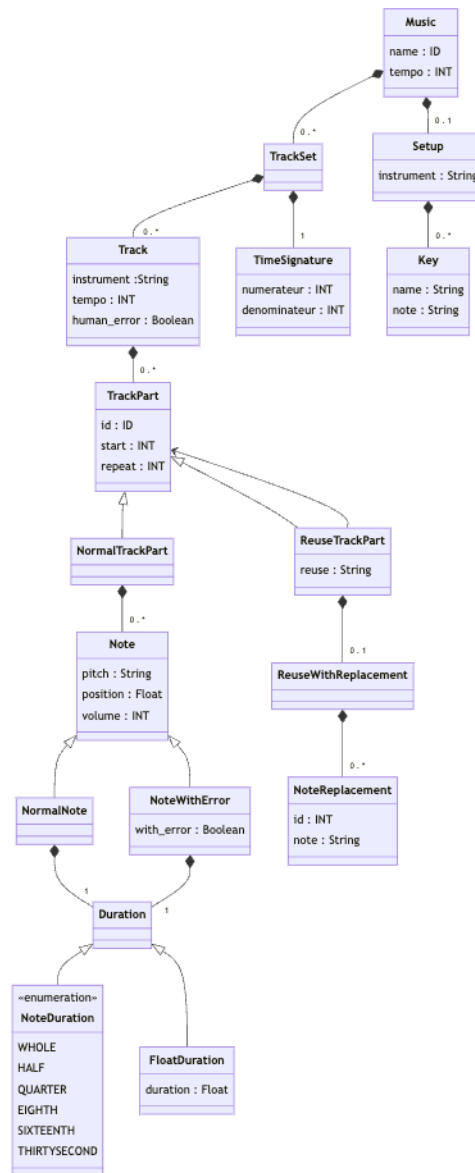 Music
name : ID
tempo : INT
0..*
0..1
TrackSet
Setup
instrument : String
0..*
1
0..*
Track
instrument :String
tempo : INT
human_error : Boolean
TimeSignature
numerateur : INT
denominateur : INT
Key
name : String
note : String
0..*
TrackPart
id : ID
start : INT
repeat : INT
NormalTrackPart
ReuseTrackPart
reuse : String
0..*
Note
pitch : String
position : Float
volume : INT
0..1
ReuseWithReplacement
0..*
NormalNote
NoteWithError
with_error : Boolean
NoteReplacement
id : INT
note : String
1
1
Duration
«enumeration»
NoteDuration
WHOLE
HALF
QUARTER
EIGHTH
SIXTEENTH
THIRTYSECOND
FloatDuration
duration : Float